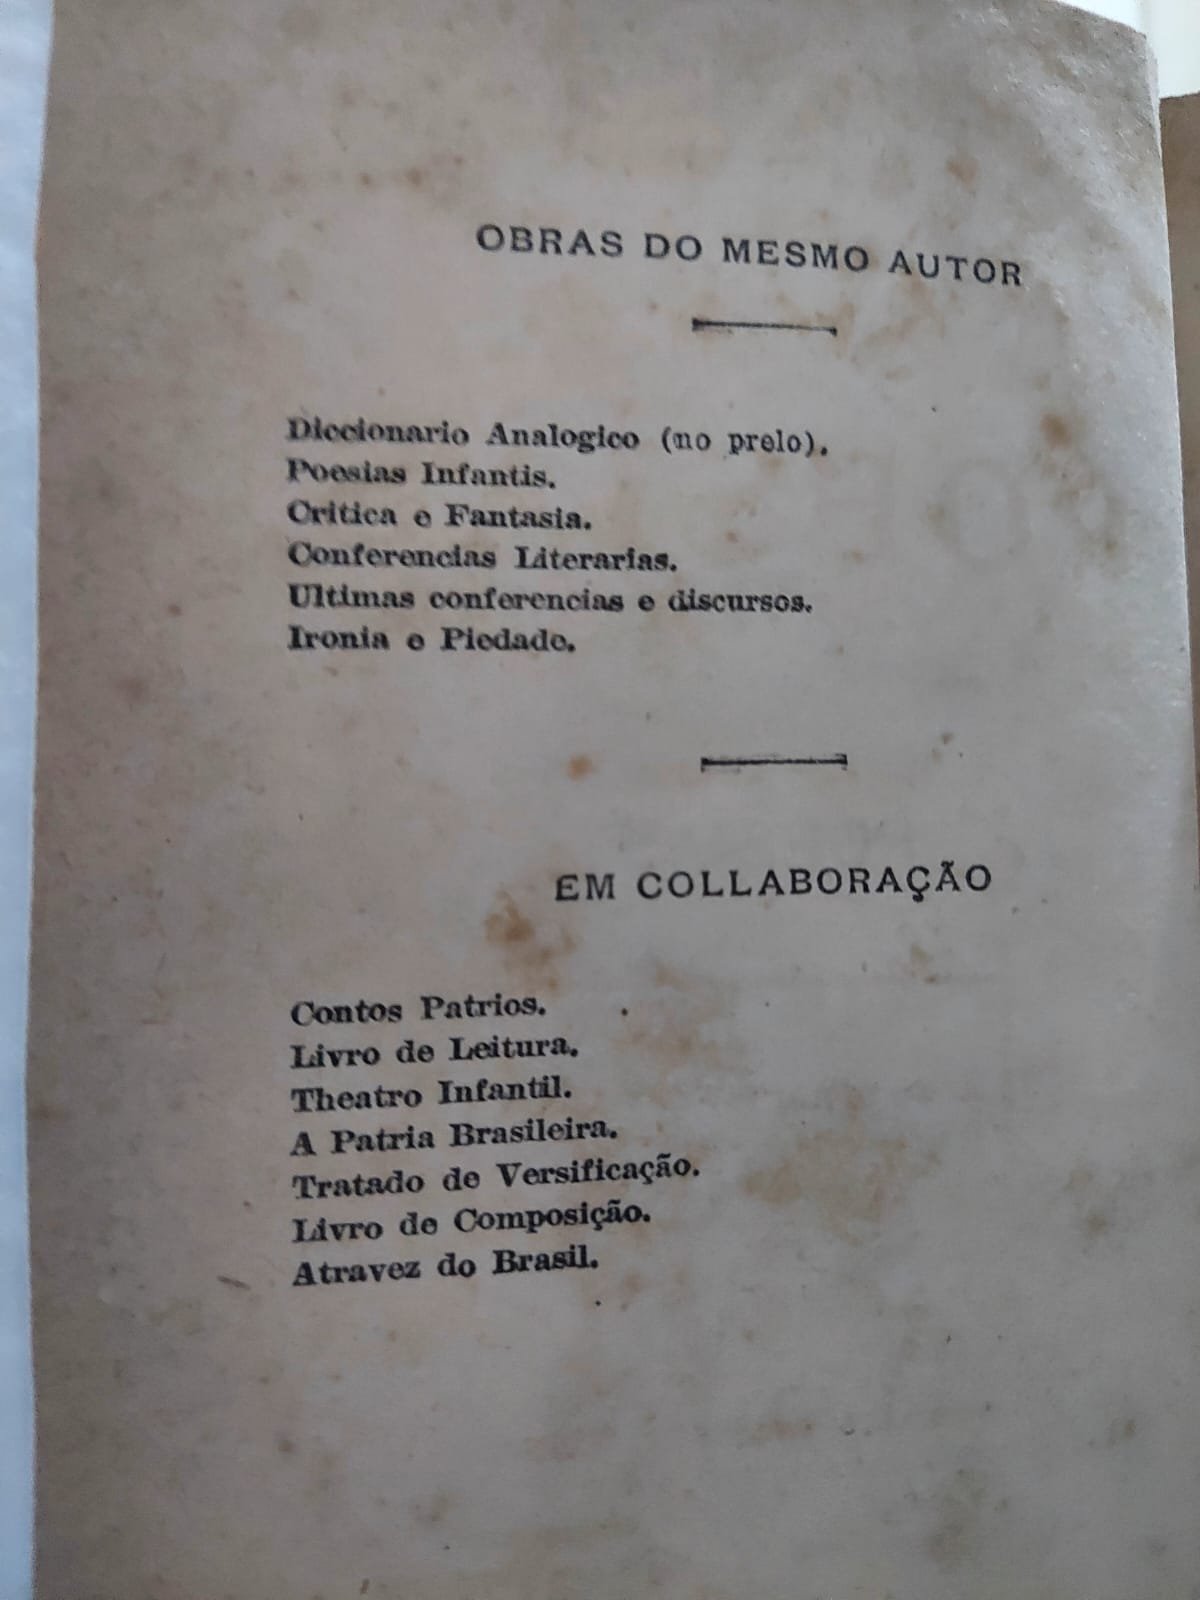 OBRAS DO MESMO AUTOR
Diccionario Analogico (no prelo).
Poesias Infantis.
Critica e Fantasia.
Conferencias Literarias.
Ultimas conferencias e discursos.
Ironia e Piedade.
EM COLLABORAÇÃO
Contos Patrios.
Livro de Leitura.
Theatro Infantil.
A Patria Brasileira.
Tratado de Versificação.
Livro de Composição.
Atravez do Brasil.